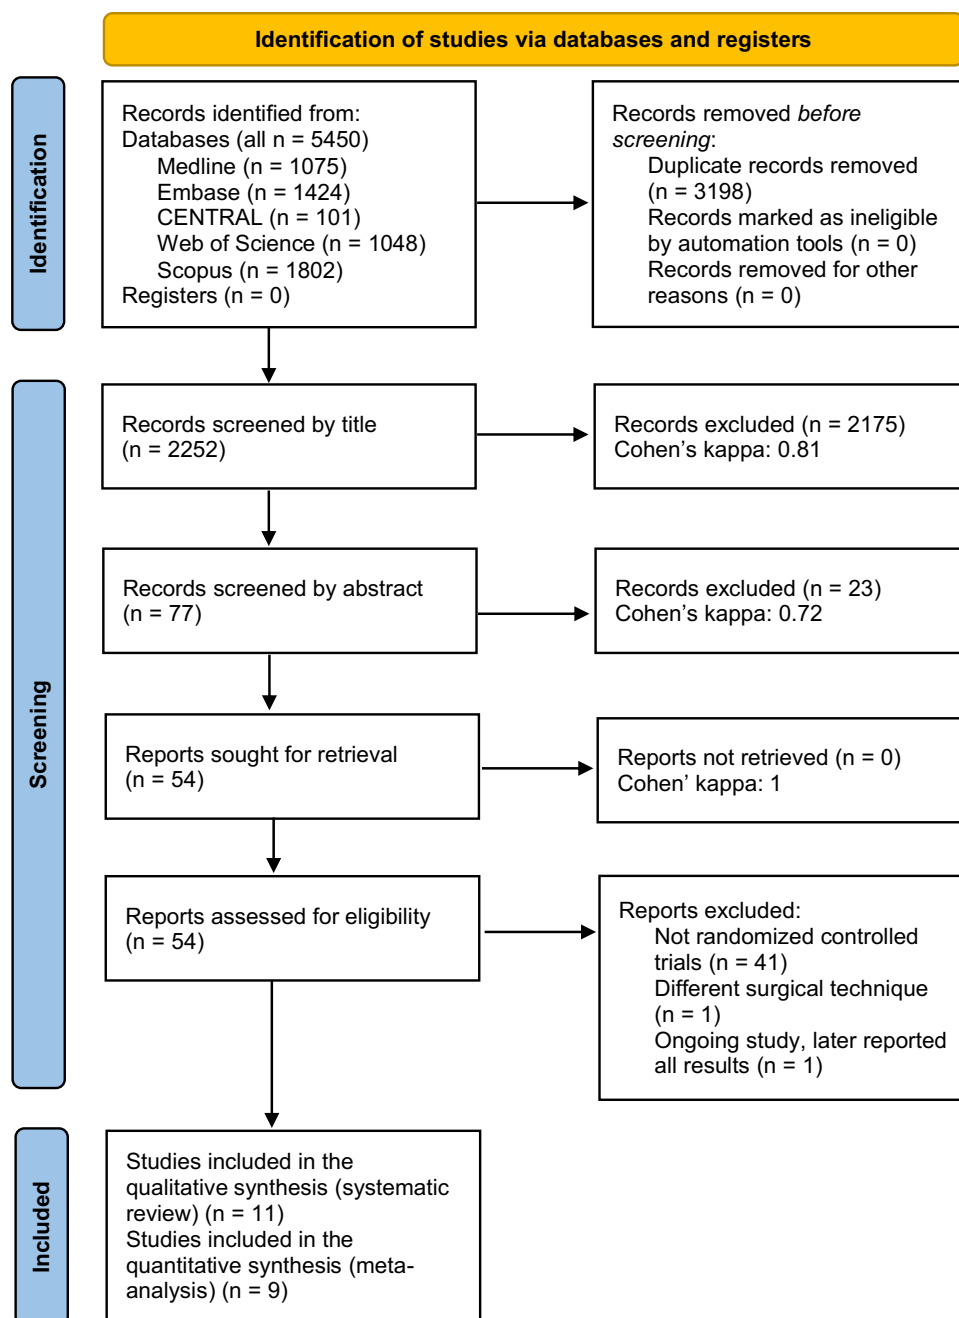 Identification of studies via databases and registers
Identification
Records identified from:
Databases (all n = 5450)
Medline (n = 1075)
Embase (n = 1424)
CENTRAL (n = 101)
Web of Science (n = 1048)
Scopus (n = 1802)
Registers (n = 0)
Records removed before
screening:
Duplicate records removed
(n = 3198)
Records marked as ineligible
by automation tools (n = 0)
Records removed for other
reasons (n = 0)
Screening
Records screened by title
(n = 2252)
Records excluded (n = 2175)
Cohen’s kappa: 0.81
Records screened by abstract
(n = 77)
Records excluded (n = 23)
Cohen’s kappa: 0.72
Reports sought for retrieval
(n = 54)
Reports not retrieved (n = 0)
Cohen’ kappa: 1
Reports assessed for eligibility
(n = 54)
Reports excluded:
Not randomized controlled
trials (n = 41)
Different surgical technique
(n = 1)
Ongoing study, later reported
all results (n = 1)
Included
Studies included in the
qualitative synthesis (systematic
review) (n = 11)
Studies included in the
quantitative synthesis (meta-
analysis) (n = 9)